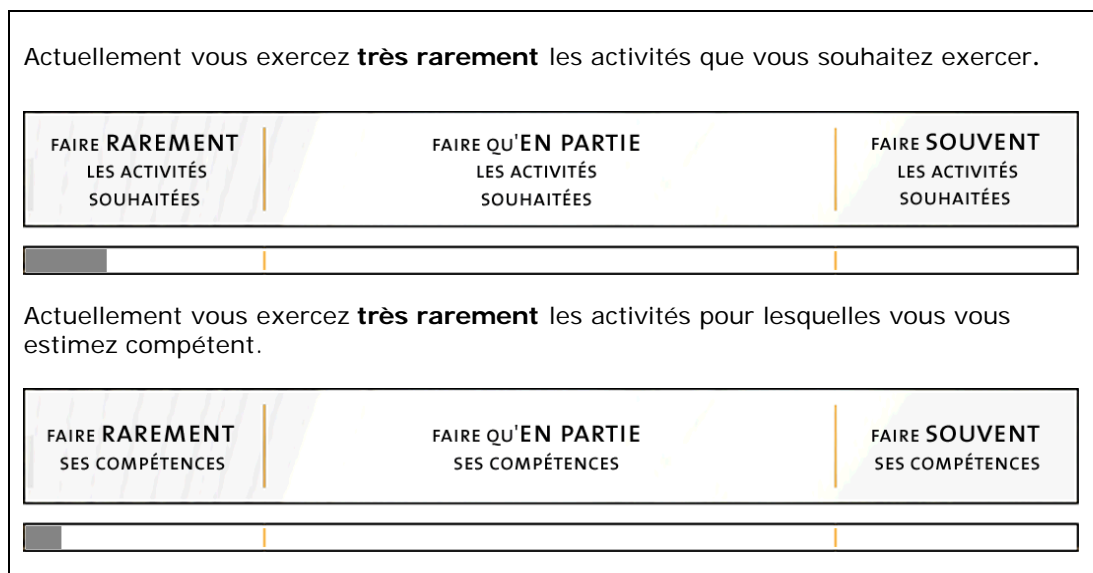 Actuellement vous exercez très rarement les activités que vous souhaitez exercer.
FAIRE RAREMENT
LES ACTIVITÉS
SOUHAITÉES
FAIRE QU'EN PARTIE
LES ACTIVITÉS
SOUHAITÉES
FAIRE SOUVENT
LES ACTIVITÉS
SOUHAITÉES
Actuellement vous exercez très rarement les activités pour lesquelles vous vous
estimez compétent.
FAIRE RAREMENT
SES COMPÉTENCES
FAIRE QU'EN PARTIE
SES COMPÉTENCES
FAIRE SOUVENT
SES COMPÉTENCES